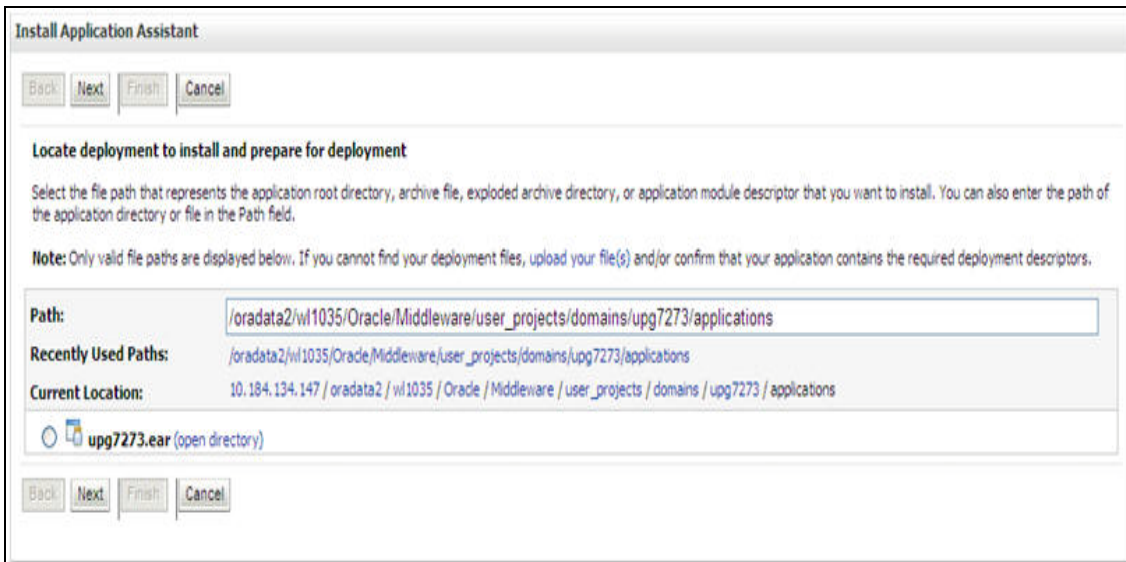 Install Application Assistant
Back Next Finish Cancel
Locate deployment to install and prepare for deployment
Select the file path that represents the application root directory, archive file, exploded archive directory, or application module descriptor that you want to install. You can also enter the path of
the application directory or file in the Path field.
Note: Only valid file paths are displayed below. If you cannot find your deployment files, upload your file(s) and/or confirm that your application contains the required deployment descriptors.
Path: /oradata2/wl1035/Oracle/Middleware/user_projects/domains/upg7273/applications
Recently Used Paths: /oradata2/wl1035/Oracle/Middleware/user_projects/domains/upg7273/applications
Current Location: 10.184.134.147 / oradata2 / wl1035 / Oracle / Middleware / user_projects / domains / upg7273 / applications
upg7273.ear (open directory)
Back Next Finish Cancel